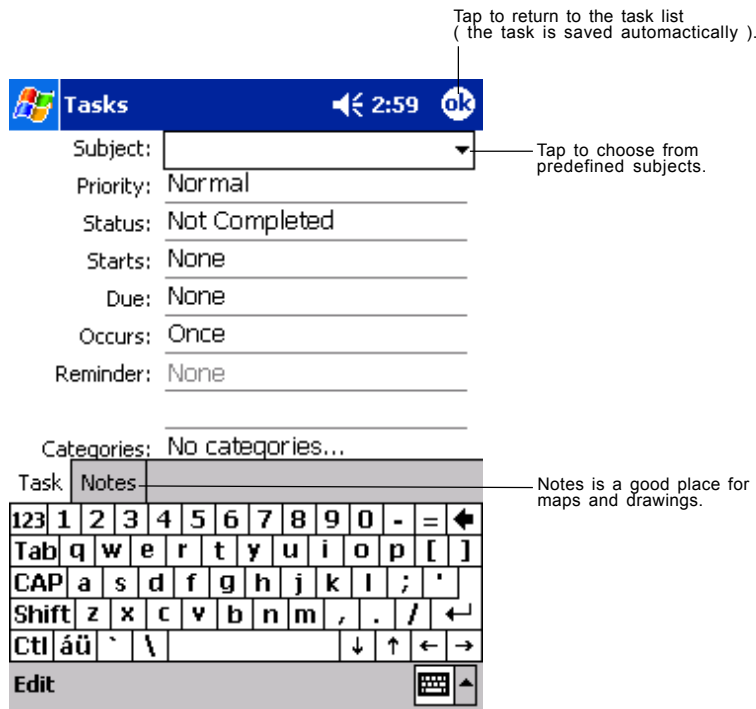 Tap to return to the task list
( the task is saved automactically ).
Tasks 2:59 ok
Subject:
Tap to choose from
predefined subjects.
Priority: Normal
Status: Not Completed
Starts: None
Due: None
Occurs: Once
Reminder: None
Categories: No categories...
Task Notes
Notes is a good place for
maps and drawings.
123 1 2 3 4 5 6 7 8 9 0 - =
Tab q w e r t y u i o p [ ]
CAP a s d f g h j k l ; '
Shift z x c v b n m , . /
Ctl áü ` \ ↓ ↑ ← →
Edit